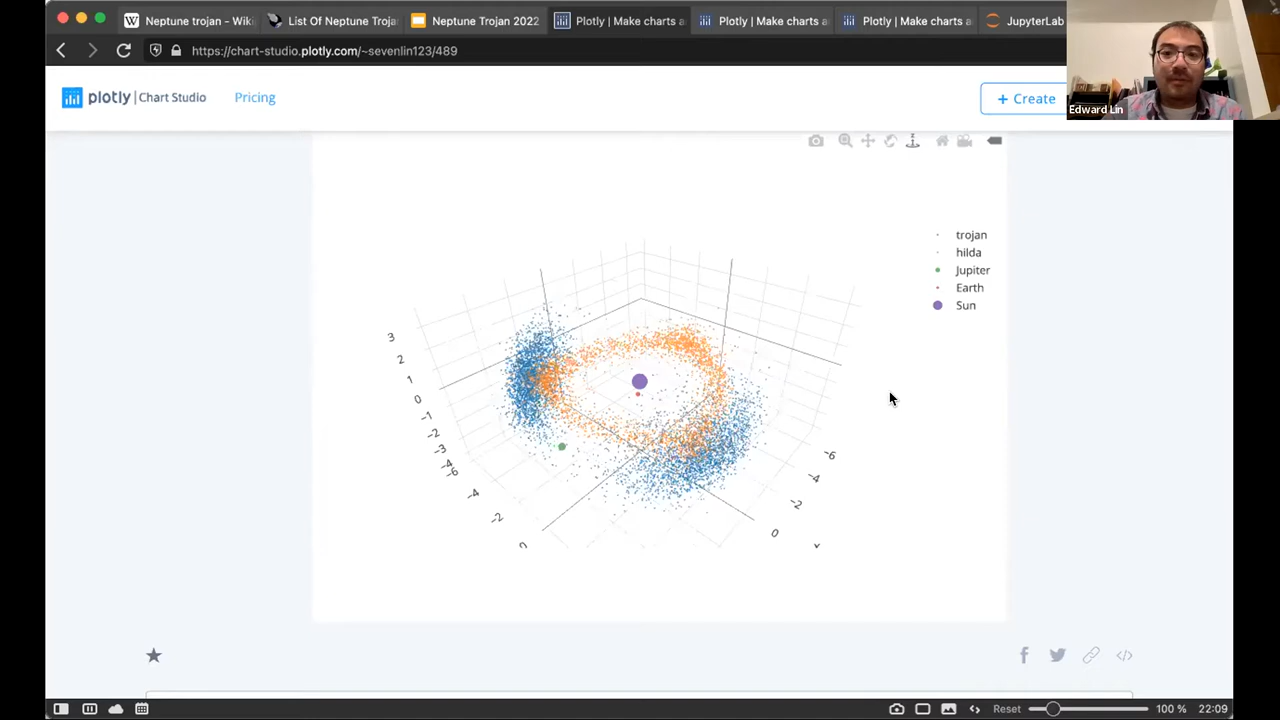 Neptune trojan - Wiki
List Of Neptune Troja
Neptune Trojan 2022
Plotly | Make charts a
Plotly | Make charts a
Plotly | Make charts a
JupyterLab
https://chart-studio.plotly.com/~sevenlin123/489
Edward Lin
plotly | Chart Studio
Pricing
+ Create
trojan
hilda
Jupiter
Earth
Sun
3
2
1
0
−1
−2
−3
−4
−6
−4
−2
0
−6
−4
−2
0
Reset
100 %
22:09